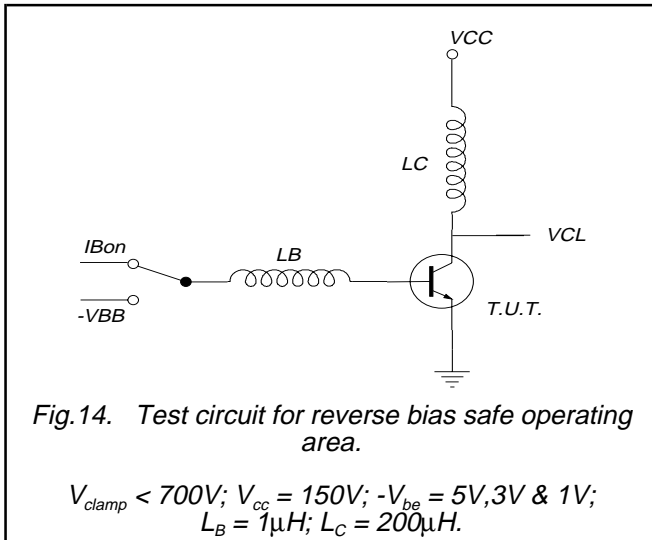 VCC
LC
IBon
LB
VCL
-VBB
T.U.T.
Fig.14. Test circuit for reverse bias safe operating
area.
Vclamp < 700V; Vcc = 150V; -Vbe = 5V,3V & 1V;
LB = 1μH; LC = 200μH.